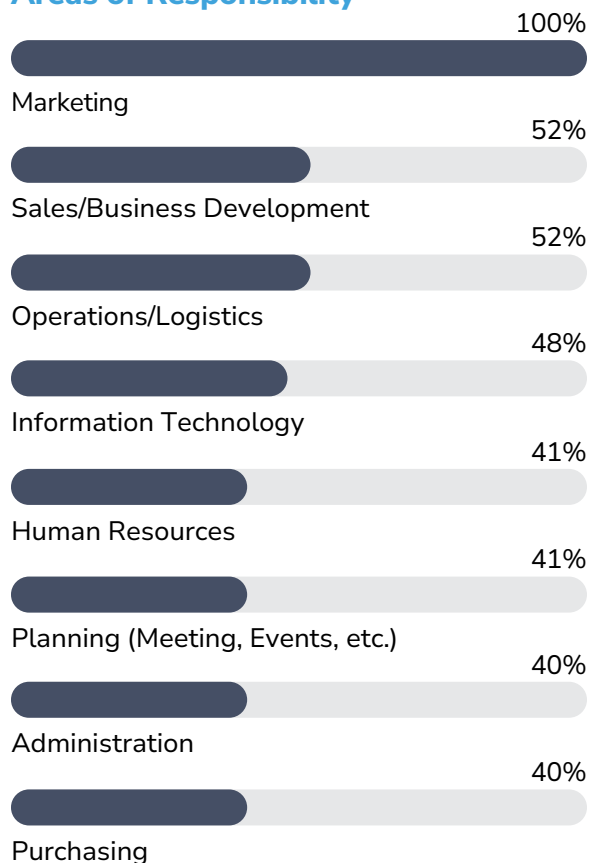 Areas of Responsibility
100%
Marketing
52%
Sales/Business Development
52%
Operations/Logistics
48%
Information Technology
41%
Human Resources
41%
Planning (Meeting, Events, etc.)
40%
Administration
40%
Purchasing